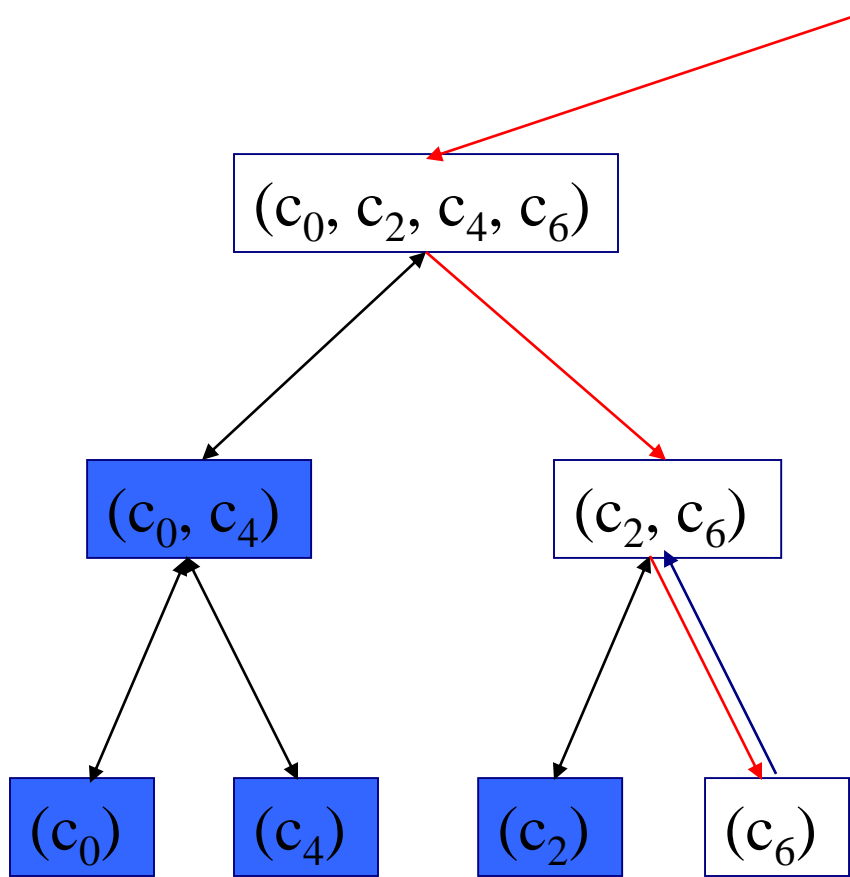 (c₀, c₂, c₄, c₆)
(c₀, c₄)
(c₂, c₆)
(c₀)
(c₄)
(c₂)
(c₆)